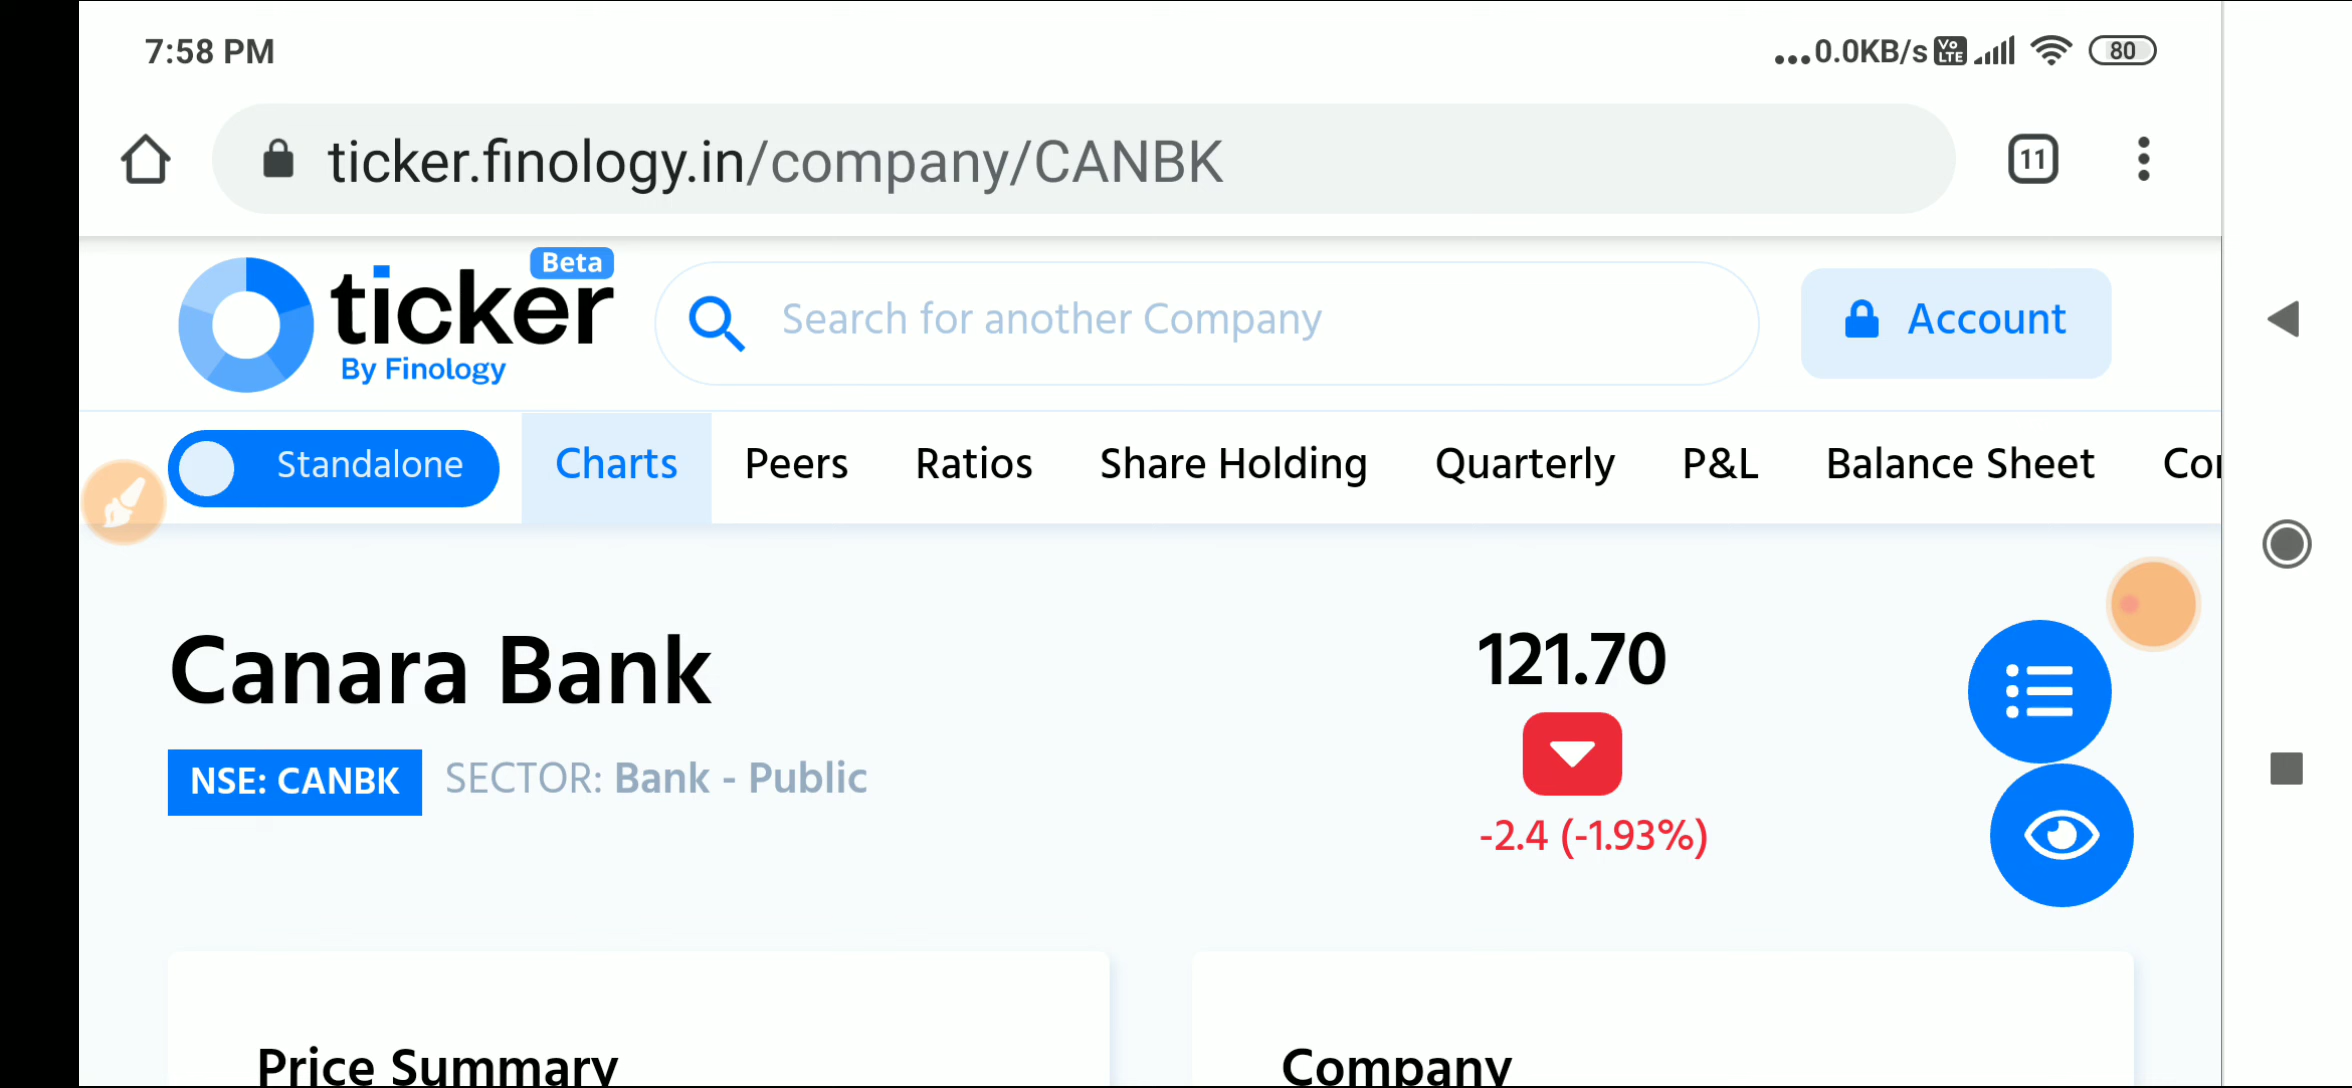 7:58 PM
...0.0KB/s Vo LTE 80
ticker.finology.in/company/CANBK
11
Beta
ticker
By Finology
Search for another Company
Account
Standalone Charts Peers Ratios Share Holding Quarterly P&L Balance Sheet
Canara Bank
121.70
NSE: CANBK SECTOR: Bank - Public
-2.4 (-1.93%)
Price Summary
Company